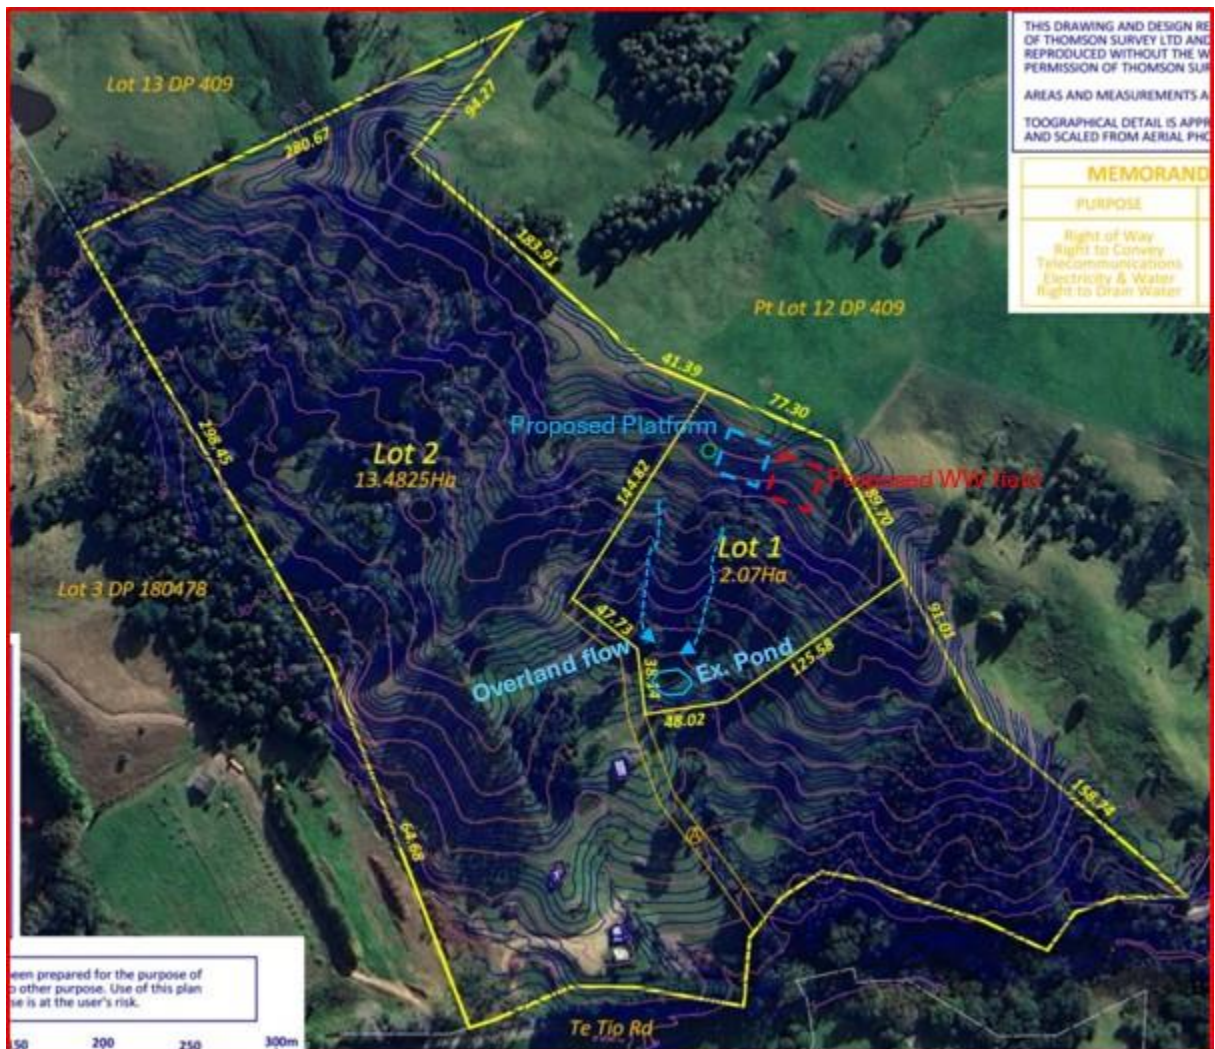 THIS DRAWING AND DESIGN RE
OF THOMSON SURVEY LTD AND
REPRODUCED WITHOUT THE W
PERMISSION OF THOMSON SUR
AREAS AND MEASUREMENTS A
TOOGRAPHICAL DETAIL IS APPR
AND SCALED FROM AERIAL PHO
MEMORAND
PURPOSE
Right of Way
Right to Convey
Telecommunications
Electricity & Water
Right to Drain Water
Lot 13 DP 409
94.27
280.67
183.91
Pt Lot 12 DP 409
41.39
77.30
Proposed Platform
298.45
Lot 2
13.4825Ha
144.82
Proposed WW field
89.70
Lot 1
2.07Ha
Lot 3 DP 180478
47.73
91.01
Overland flow
38.14
Ex. Pond
125.58
48.02
158.74
64.68
A
een prepared for the purpose of
o other purpose. Use of this plan
se is at the user's risk.
Te Tio Rd
150
200
250
300m